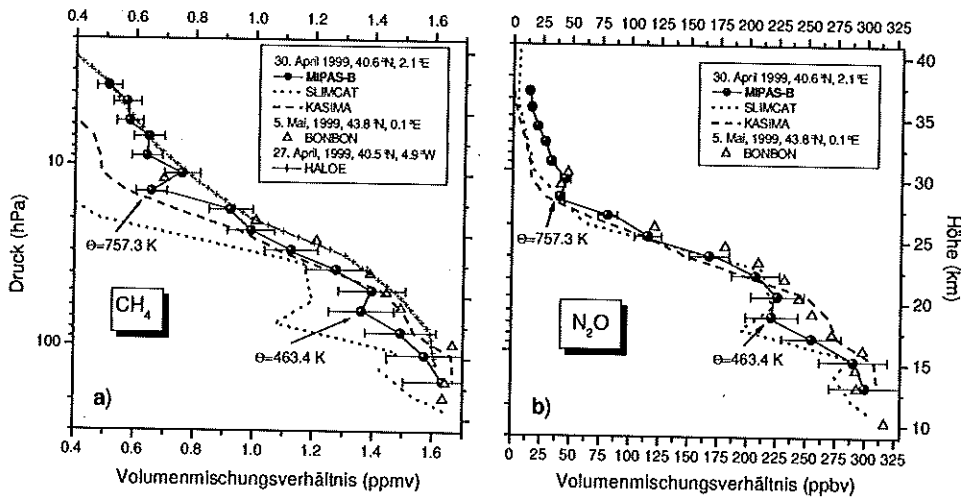 0.4 0.6 0.8 1.0 1.2 1.4 1.6
30. April 1999, 40.6°N, 2.1°E
MIPAS-B
SLIMCAT
KASIMA
5. Mai, 1999, 43.8°N, 0.1°E
BONBON
27. April, 1999, 40.5°N, 4.9°W
HALOE
10
100
Druck (hPa)
Θ=757.3 K
CH4
Θ=463.4 K
a)
0.4 0.6 0.8 1.0 1.2 1.4 1.6
Volumenmischungsverhältnis (ppmv)
0 25 50 75 100 125 150 175 200 225 250 275 300 325
30. April 1999, 40.6°N, 2.1°E
MIPAS-B
SLIMCAT
KASIMA
5. Mai, 1999, 43.8°N, 0.1°E
BONBON
40
35
30
25
20
15
10
Höhe (km)
Θ=757.3 K
N2O
Θ=463.4 K
b)
0 25 50 75 100 125 150 175 200 225 250 275 300 325
Volumenmischungsverhältnis (ppbv)